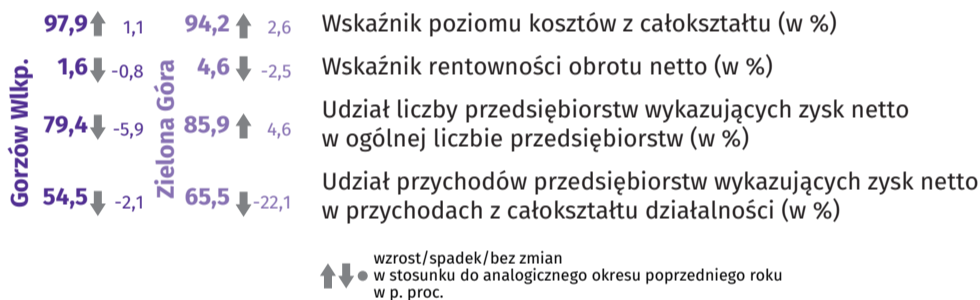 Gorzów Wlkp.
Zielona Góra
97,9 1,1 94,2 2,6 Wskaźnik poziomu kosztów z całokształtu (w %)
1,6 -0,8 4,6 -2,5 Wskaźnik rentowności obrotu netto (w %)
79,4 -5,9 85,9 4,6 Udział liczby przedsiębiorstw wykazujących zysk netto
w ogólnej liczbie przedsiębiorstw (w %)
54,5 -2,1 65,5 -22,1 Udział przychodów przedsiębiorstw wykazujących zysk netto
w przychodach z całokształtu działalności (w %)
wzrost/spadek/bez zmian
w stosunku do analogicznego okresu poprzedniego roku
w p. proc.